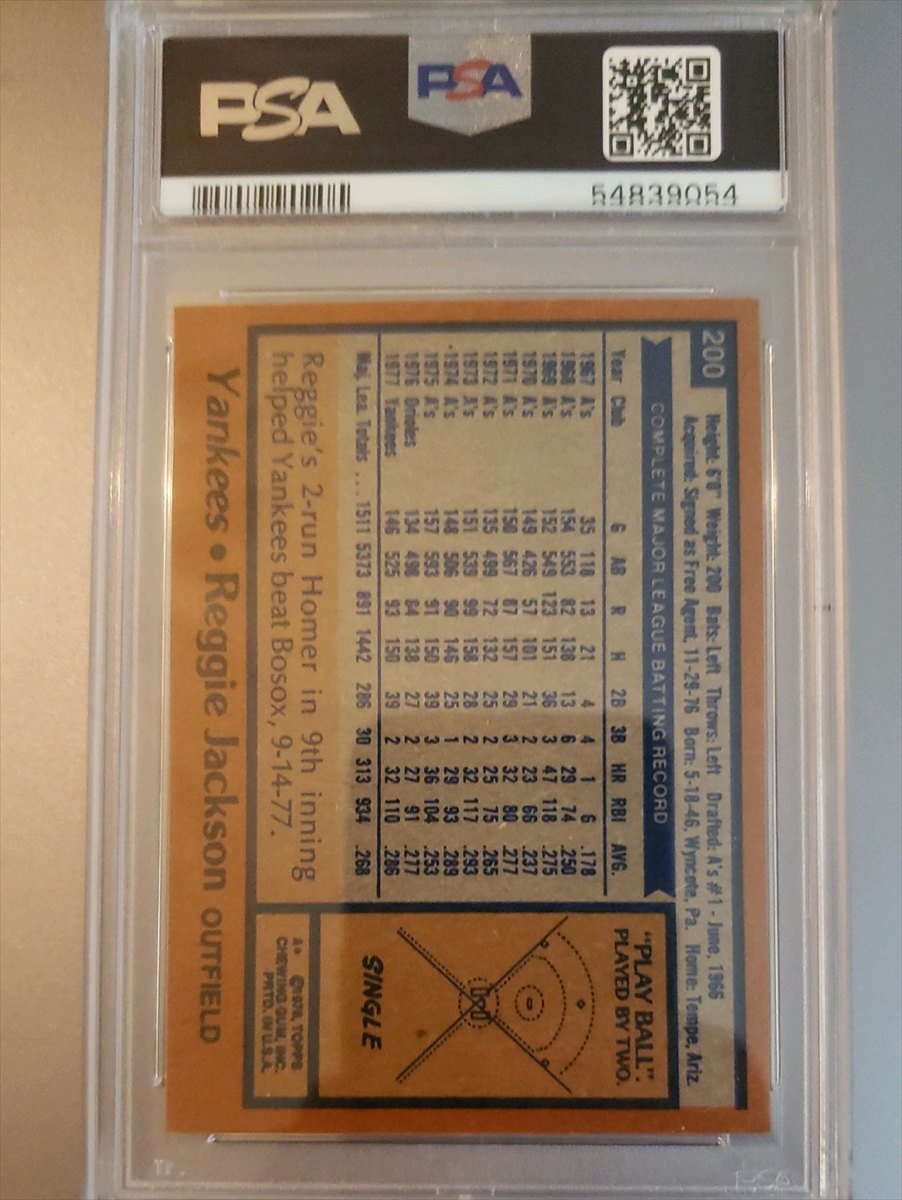 PSA
PSA
54839054
200
Height: 6'0" Weight: 200 Bats: Left Throws: Left Drafted: A's #1 - June, 1966
Acquired: Signed as Free Agent, 11-29-76 Born: 5-18-46, Wyncote, Pa. Home: Tempe, Ariz.
COMPLETE MAJOR LEAGUE BATTING RECORD
Year Club G AB R H 2B 3B HR RBI AVG.
1967 A's 35 118 13 21 4 4 1 6 .178
1968 A's 154 553 82 138 13 6 29 74 .250
1969 A's 152 549 123 151 36 3 47 118 .275
1970 A's 149 426 57 101 21 2 23 66 .237
1971 A's 150 567 87 157 29 3 32 80 .277
1972 A's 135 499 72 132 25 2 25 75 .265
1973 A's 151 539 99 158 28 2 32 117 .293
1974 A's 148 506 90 146 25 1 29 93 .289
1975 A's 157 593 91 150 39 3 36 104 .253
1976 Orioles 134 498 84 138 27 2 27 91 .277
1977 Yankees 146 525 93 150 39 2 32 110 .286
Maj. Lea. Totals ... 1511 5373 891 1442 286 30 313 934 .268
Reggie's 2-run Homer in 9th inning
helped Yankees beat Bosox, 9-14-77.
"PLAY BALL".
PLAYED BY TWO.
SINGLE
A* ©1978, TOPPS
CHEWING GUM, INC.
PRTD. IN U.S.A.
Yankees • Reggie Jackson OUTFIELD